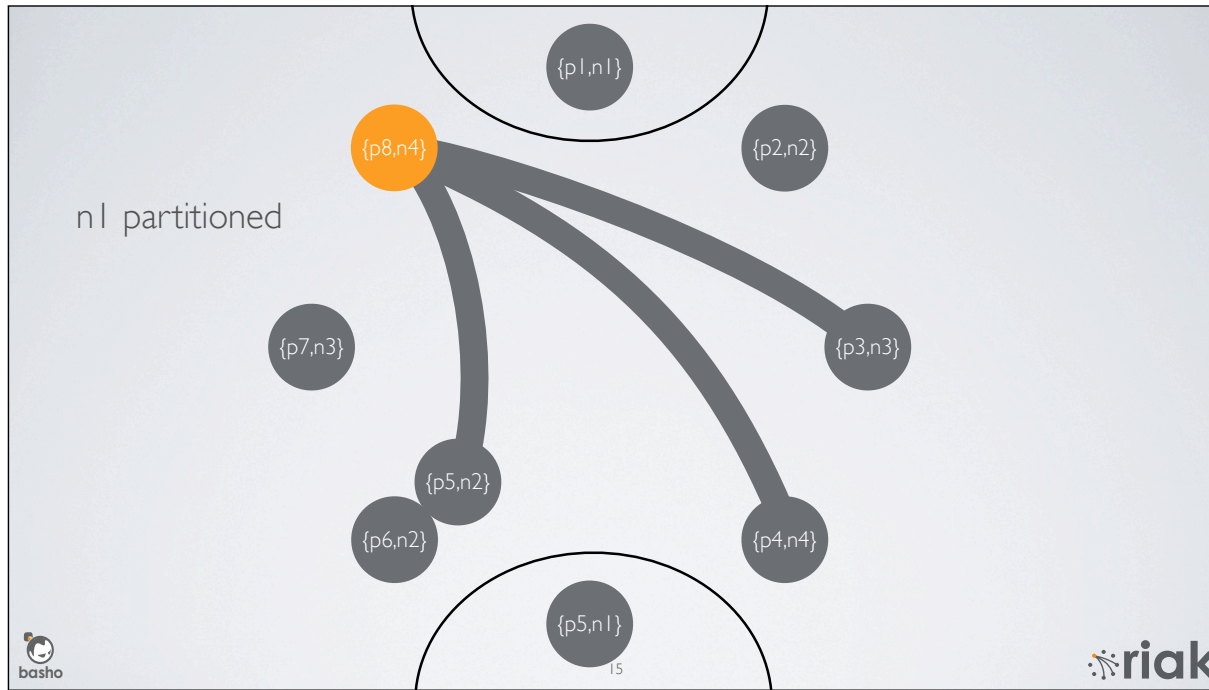 {p1,n1}
{p8,n4}
{p2,n2}
n1 partitioned
{p7,n3}
{p3,n3}
{p5,n2}
{p6,n2}
{p4,n4}
{p5,n1}
15
basho
riak